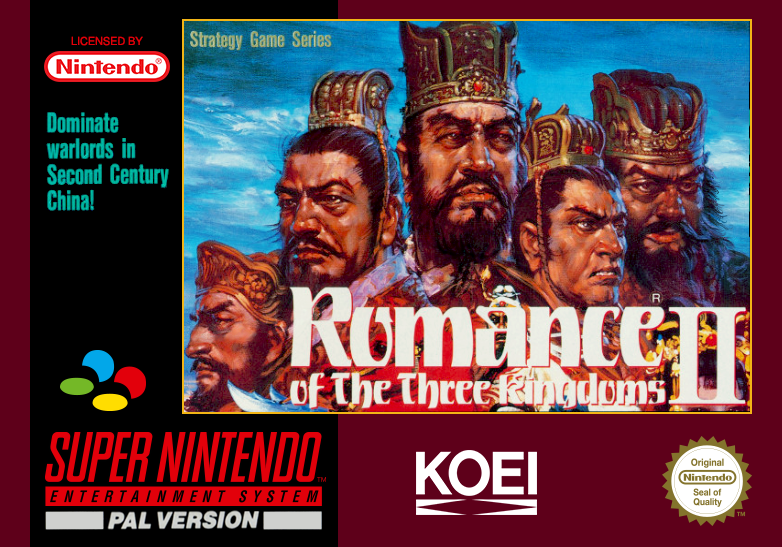 LICENSED BY
Nintendo®
Dominate
warlords in
Second Century
China!
Strategy Game Series
Romance II
®
of The Three Kingdoms
SUPER NINTENDO
™
ENTERTAINMENT SYSTEM
PAL VERSION
KOEI
Original
Nintendo
Seal of
Quality
™